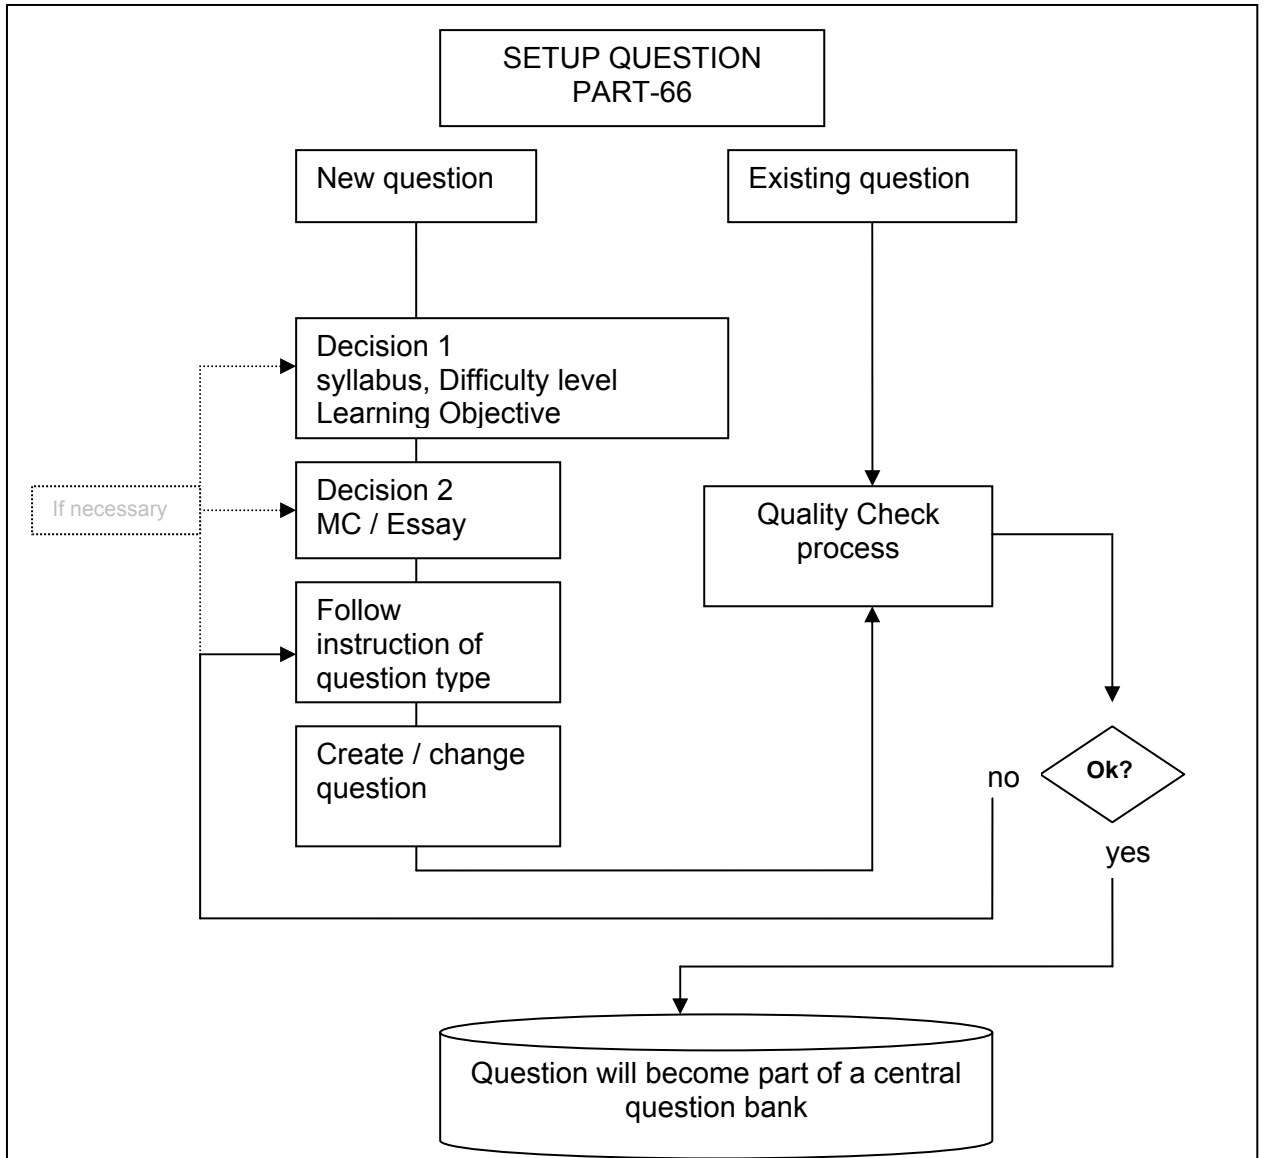 SETUP QUESTION
PART-66
New question
Existing question
Decision 1
syllabus, Difficulty level
Learning Objective
If necessary
Decision 2
MC / Essay
Quality Check
process
Follow
instruction of
question type
Create / change
question
no
Ok?
yes
Question will become part of a central
question bank